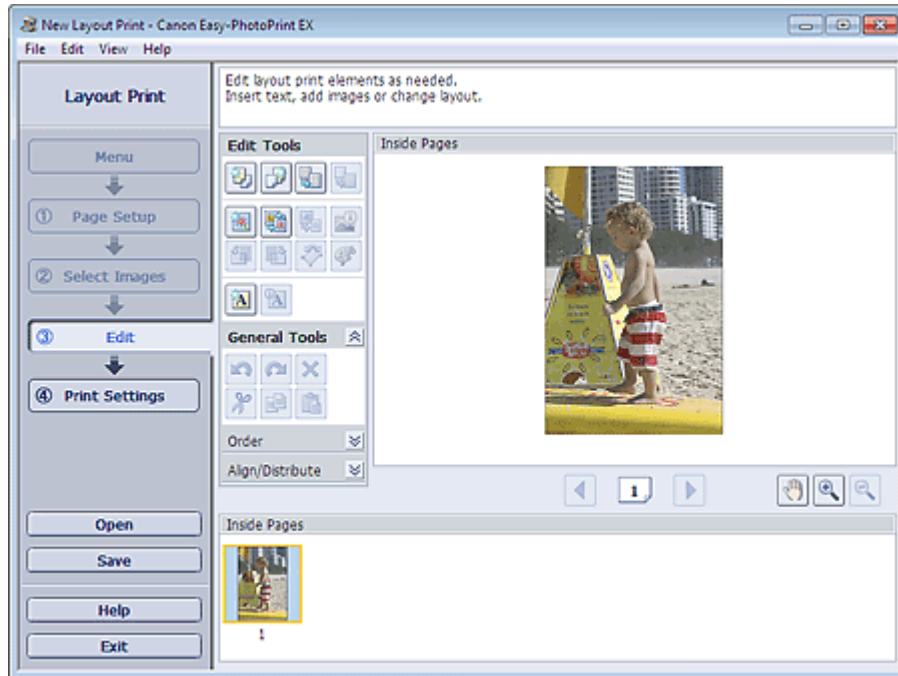 New Layout Print - Canon Easy-PhotoPrint EX
File Edit View Help
Layout Print
Edit layout print elements as needed.
Insert text, add images or change layout.
Menu
① Page Setup
② Select Images
③ Edit
④ Print Settings
Open
Save
Help
Exit
Edit Tools
A A
General Tools
Order
Align/Distribute
Inside Pages
1
Inside Pages
1